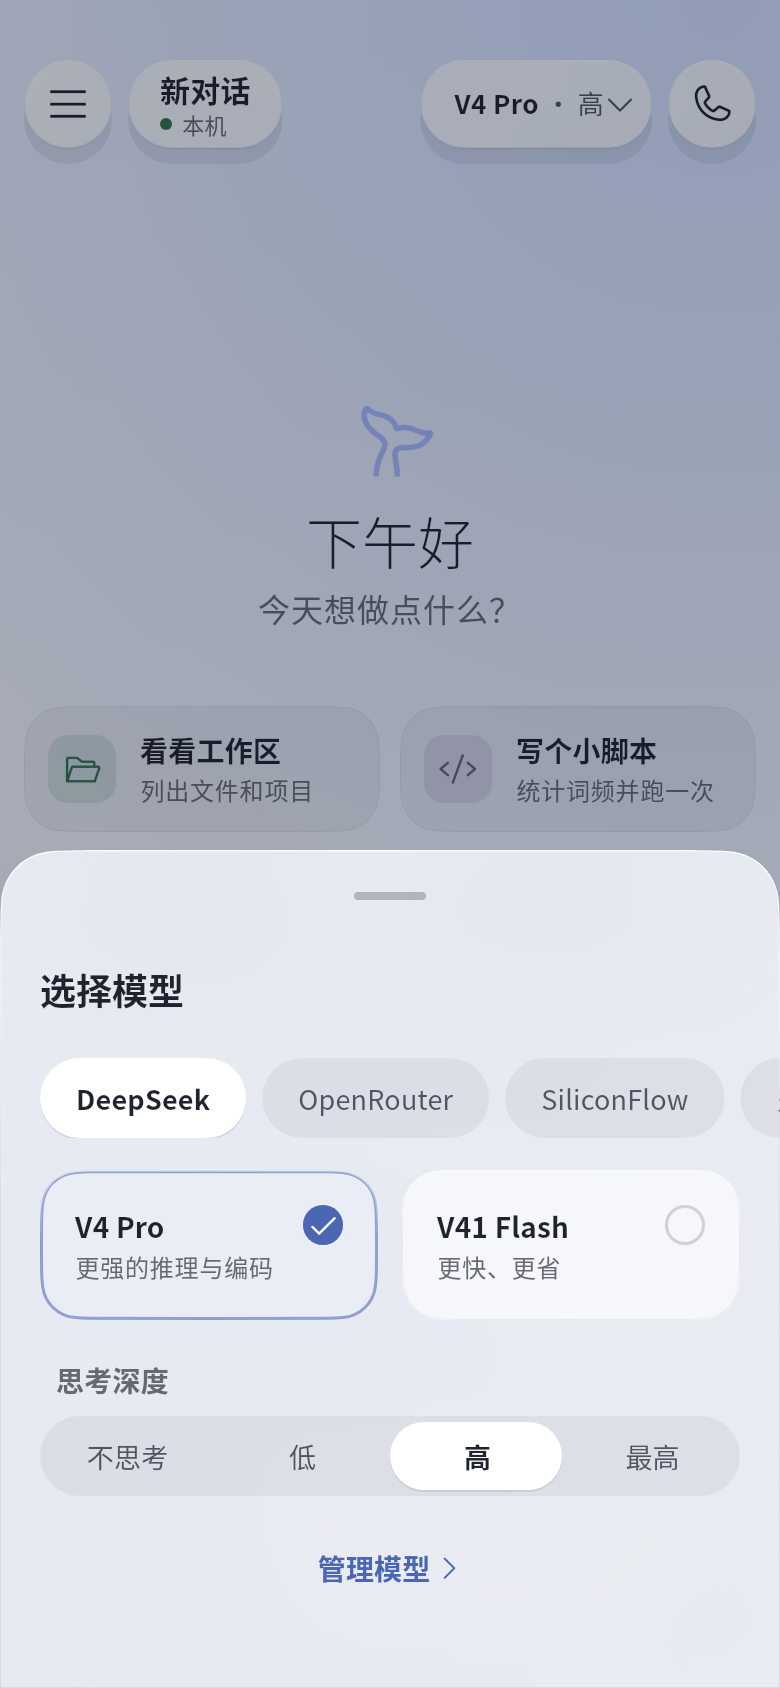 新对话
本机
V4 Pro · 高
下午好
今天想做点什么？
看看工作区
列出文件和项目
写个小脚本
统计词频并跑一次
选择模型
DeepSeek
OpenRouter
SiliconFlow
V4 Pro
更强的推理与编码
V41 Flash
更快、更省
思考深度
不思考
低
高
最高
管理模型